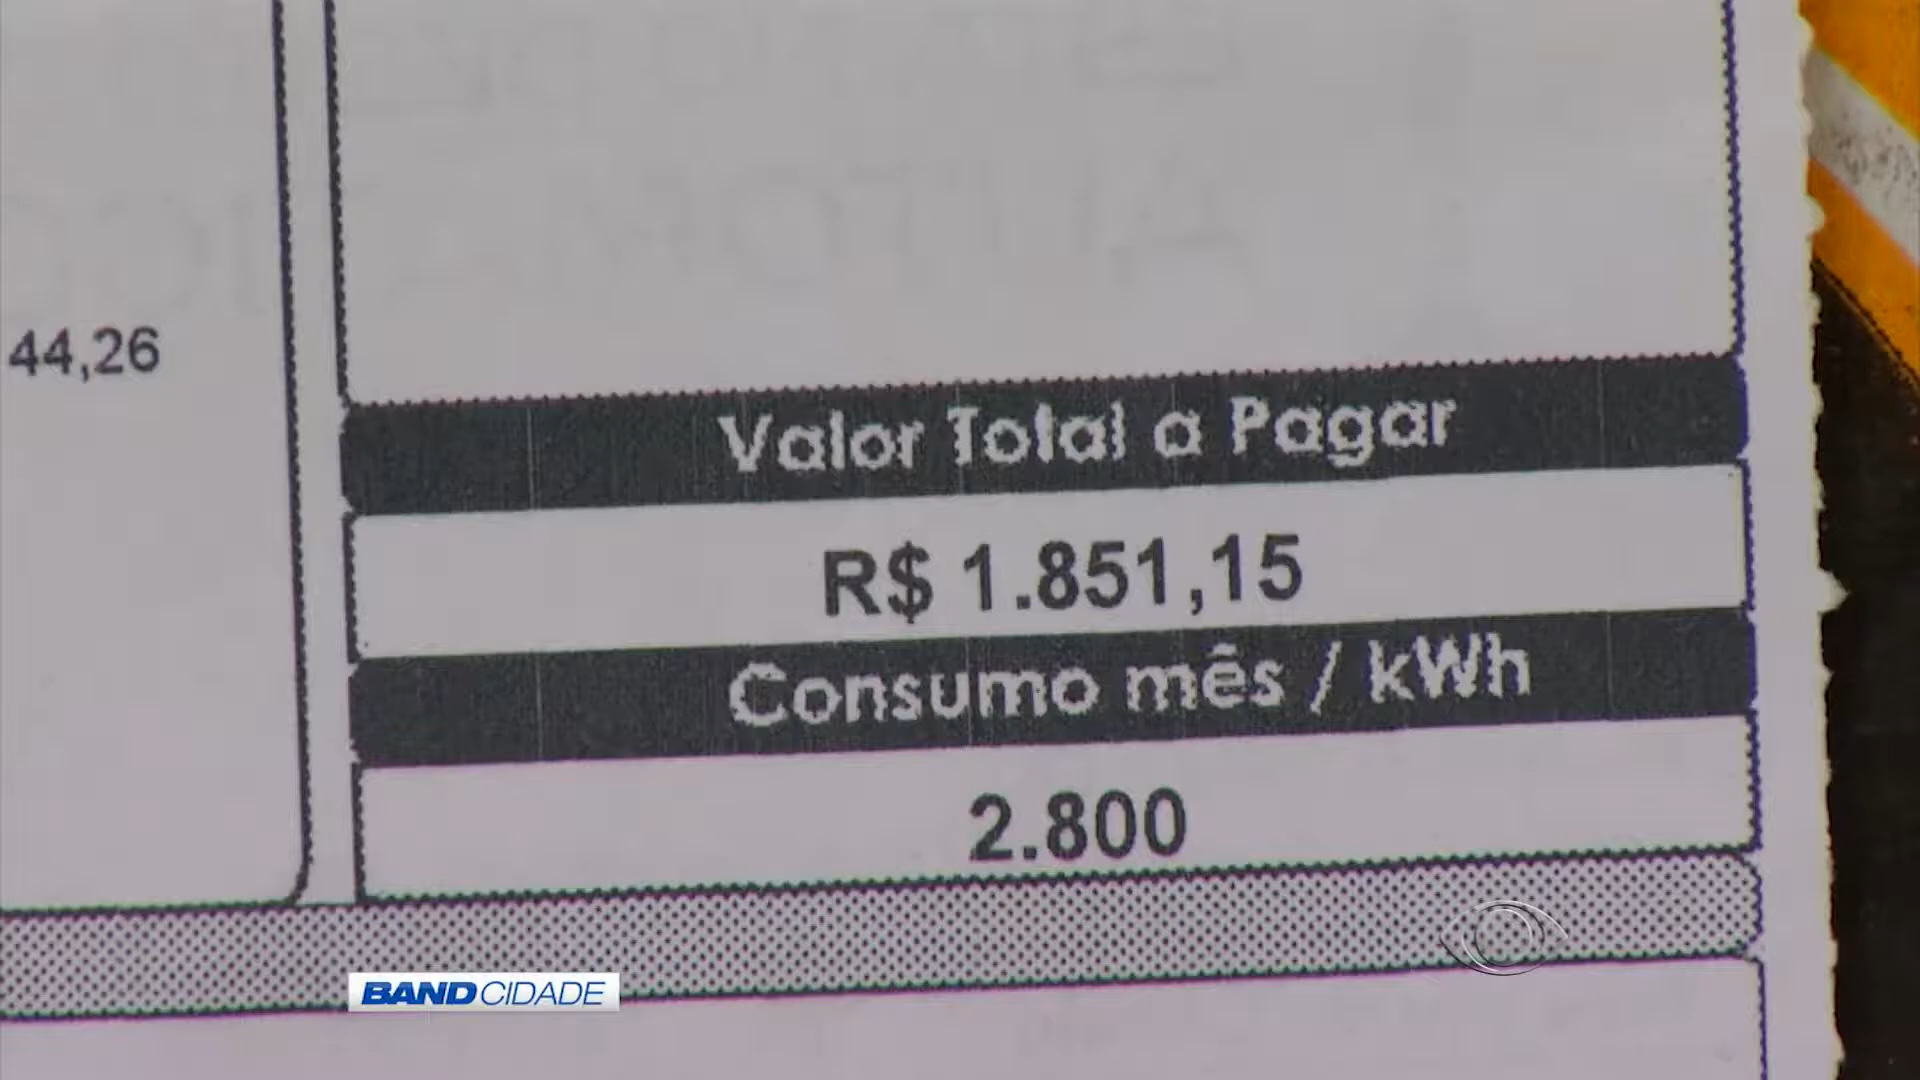 44,26
Valor Total a Pagar
R$ 1.851,15
Consumo mês / kWh
2.800
BAND CIDADE